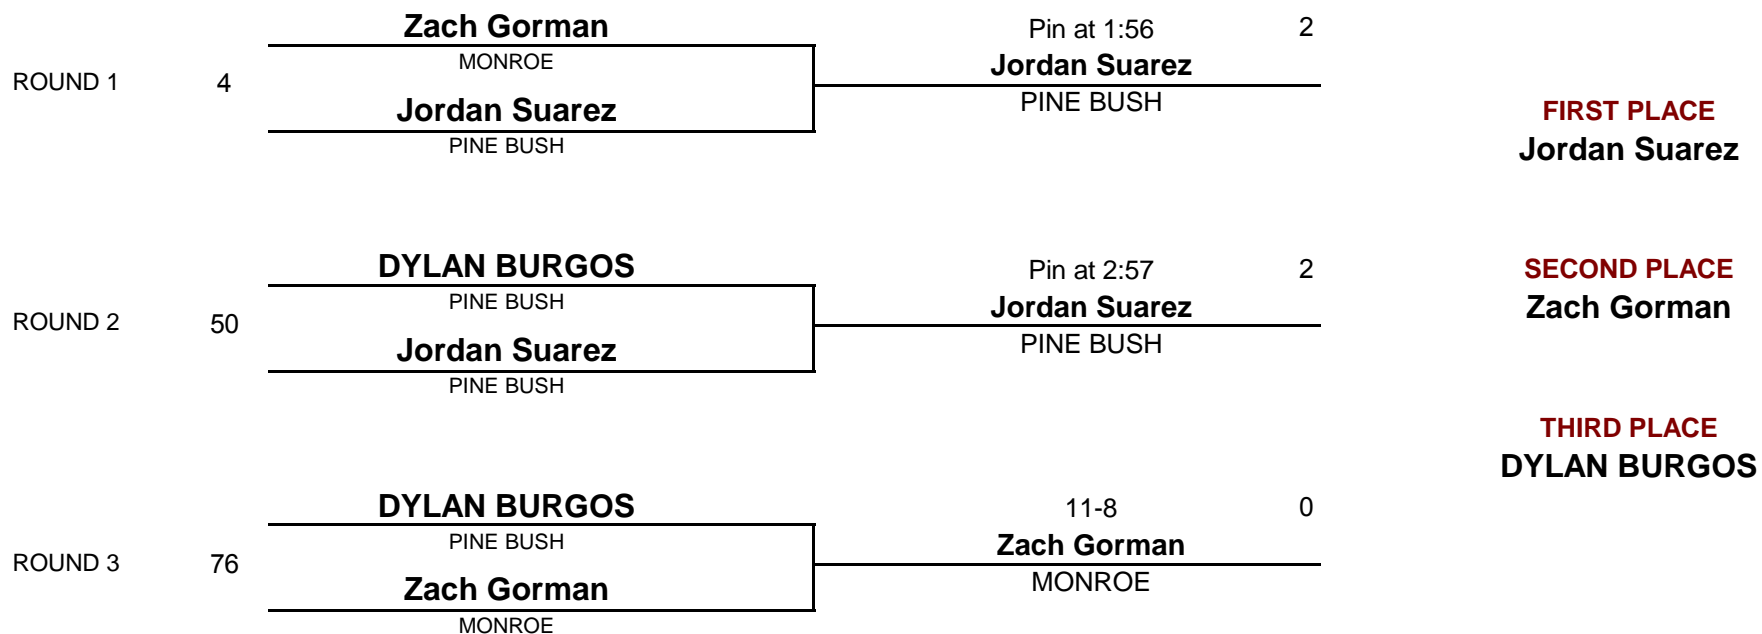 Zach Gorman
MONROE
ROUND 1 4
Jordan Suarez
PINE BUSH
Pin at 1:56 2
Jordan Suarez
PINE BUSH
FIRST PLACE
Jordan Suarez
DYLAN BURGOS
PINE BUSH
ROUND 2 50
Jordan Suarez
PINE BUSH
Pin at 2:57 2
Jordan Suarez
PINE BUSH
SECOND PLACE
Zach Gorman
THIRD PLACE
DYLAN BURGOS
DYLAN BURGOS
PINE BUSH
ROUND 3 76
Zach Gorman
MONROE
11-8 0
Zach Gorman
MONROE